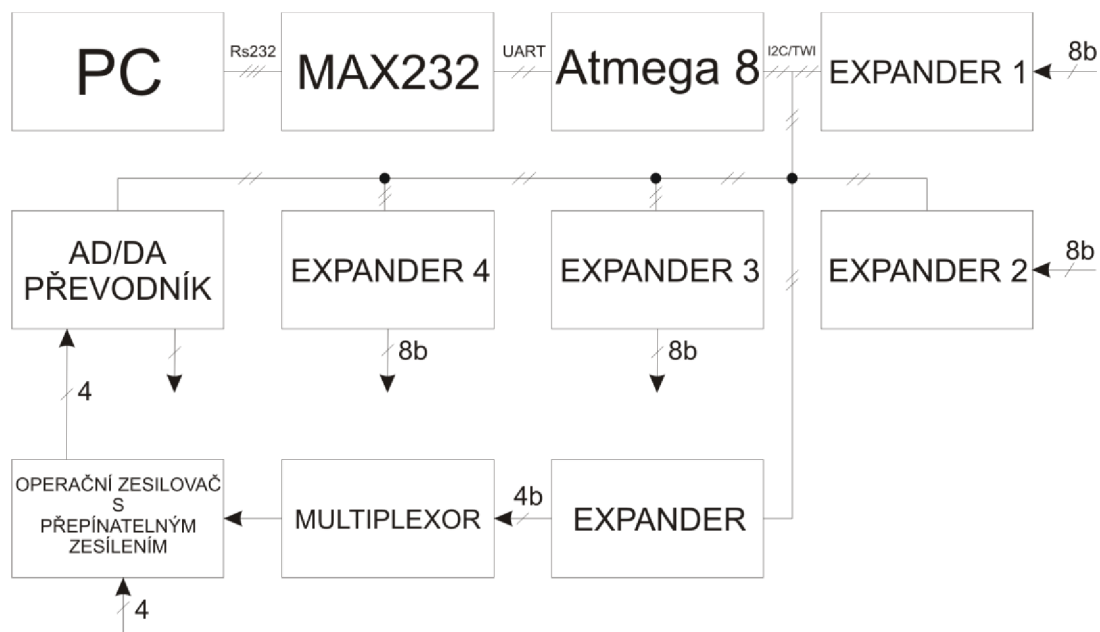 PC
Rs232
MAX232
UART
Atmega 8
I2C/TWI
EXPANDER 1
8b
AD/DA
PŘEVODNÍK
EXPANDER 4
EXPANDER 3
EXPANDER 2
8b
8b
8b
4
OPERAČNÍ ZESILOVAČ
S
PŘEPÍNATELNÝM
ZESÍLENÍM
MULTIPLEXOR
4b
EXPANDER
4